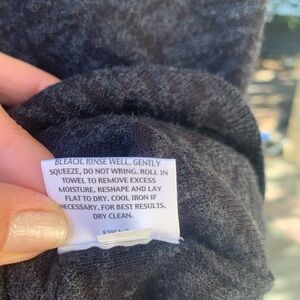 BLEACH. RINSE WELL. GENTLY
SQUEEZE, DO NOT WRING. ROLL IN
TOWEL TO REMOVE EXCESS
MOISTURE, RESHAPE AND LAY
FLAT TO DRY. COOL IRON IF
NECESSARY. FOR BEST RESULTS,
DRY CLEAN.